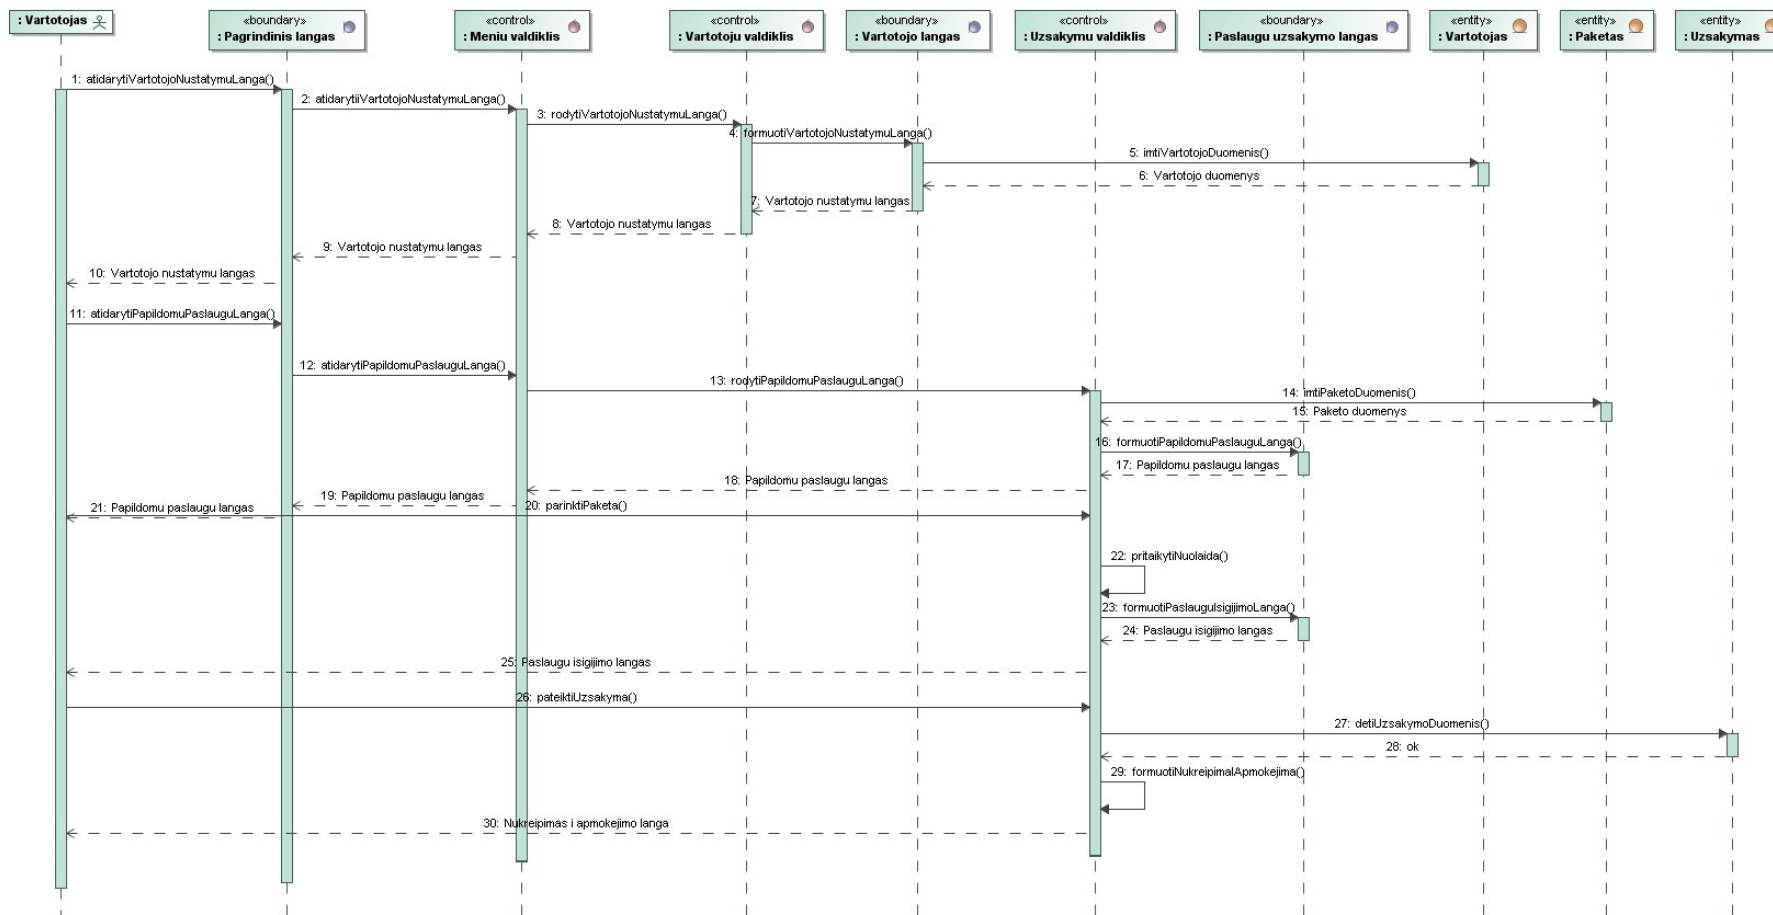 : Vartotojas
«boundary»
: Pagrindinis langas
«control»
: Meniu valdiklis
«control»
: Vartotoju valdiklis
«boundary»
: Vartotojo langas
«control»
: Uzsakymu valdiklis
«boundary»
: Paslaugu uzsakymo langas
«entity»
: Vartotojas
«entity»
: Paketas
«entity»
: Uzsakymas
1: atidarytiVartotojoNustatymuLanga()
2: atidarytiiVartotojoNustatymuLanga()
3: rodytiVartotojoNustatymuLanga()
4: formuotiVartotojoNustatymuLanga()
5: imtiVartotojoDuomenis()
6: Vartotojo duomenys
7: Vartotojo nustatymu langas
8: Vartotojo nustatymu langas
9: Vartotojo nustatymu langas
10: Vartotojo nustatymu langas
11: atidarytiPapildomuPaslauguLanga()
12: atidarytiPapildomuPaslauguLanga()
13: rodytiPapildomuPaslauguLanga()
14: imtiPaketoDuomenis()
15: Paketo duomenys
16: formuotiPapildomuPaslauguLanga()
17: Papildomu paslaugu langas
18: Papildomu paslaugu langas
19: Papildomu paslaugu langas
20: parinktiPaketa()
21: Papildomu paslaugu langas
22: pritaikytiNuolaida()
23: formuotiPaslauguIsigijimoLanga()
24: Paslaugu isigijimo langas
25: Paslaugu isigijimo langas
26: pateiktiUzsakyma()
27: detiUzsakymoDuomenis()
28: ok
29: formuotiNukreipimaIApmokejima()
30: Nukreipimas i apmokejimo langa